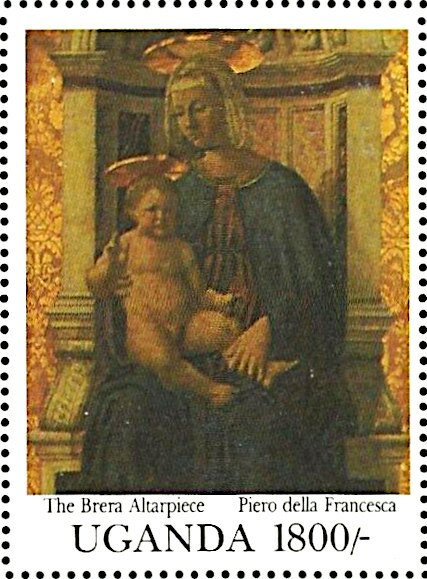 The Brera Altarpiece Piero della Francesca
UGANDA 1800/-